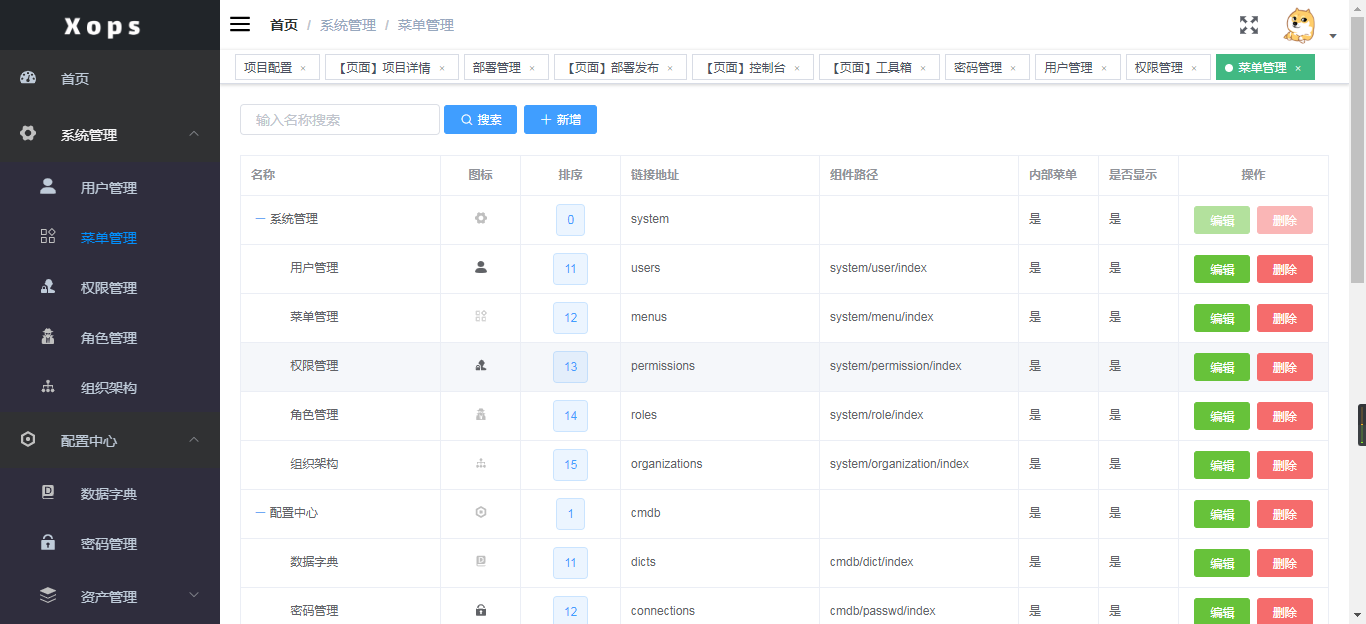 Xops
首页
系统管理
用户管理
菜单管理
权限管理
角色管理
组织架构
配置中心
数据字典
密码管理
资产管理
首页 / 系统管理 / 菜单管理
项目配置 × 【页面】项目详情 × 部署管理 × 【页面】部署发布 × 【页面】控制台 × 【页面】工具箱 × 密码管理 × 用户管理 × 权限管理 × 菜单管理 ×
输入名称搜索 搜索 新增
名称 图标 排序 链接地址 组件路径 内部菜单 是否显示 操作
系统管理 0 system 是 是 编辑 删除
用户管理 11 users system/user/index 是 是 编辑 删除
菜单管理 12 menus system/menu/index 是 是 编辑 删除
权限管理 13 permissions system/permission/index 是 是 编辑 删除
角色管理 14 roles system/role/index 是 是 编辑 删除
组织架构 15 organizations system/organization/index 是 是 编辑 删除
配置中心 1 cmdb 是 是 编辑 删除
数据字典 11 dicts cmdb/dict/index 是 是 编辑 删除
密码管理 12 connections cmdb/passwd/index 是 是 编辑 删除